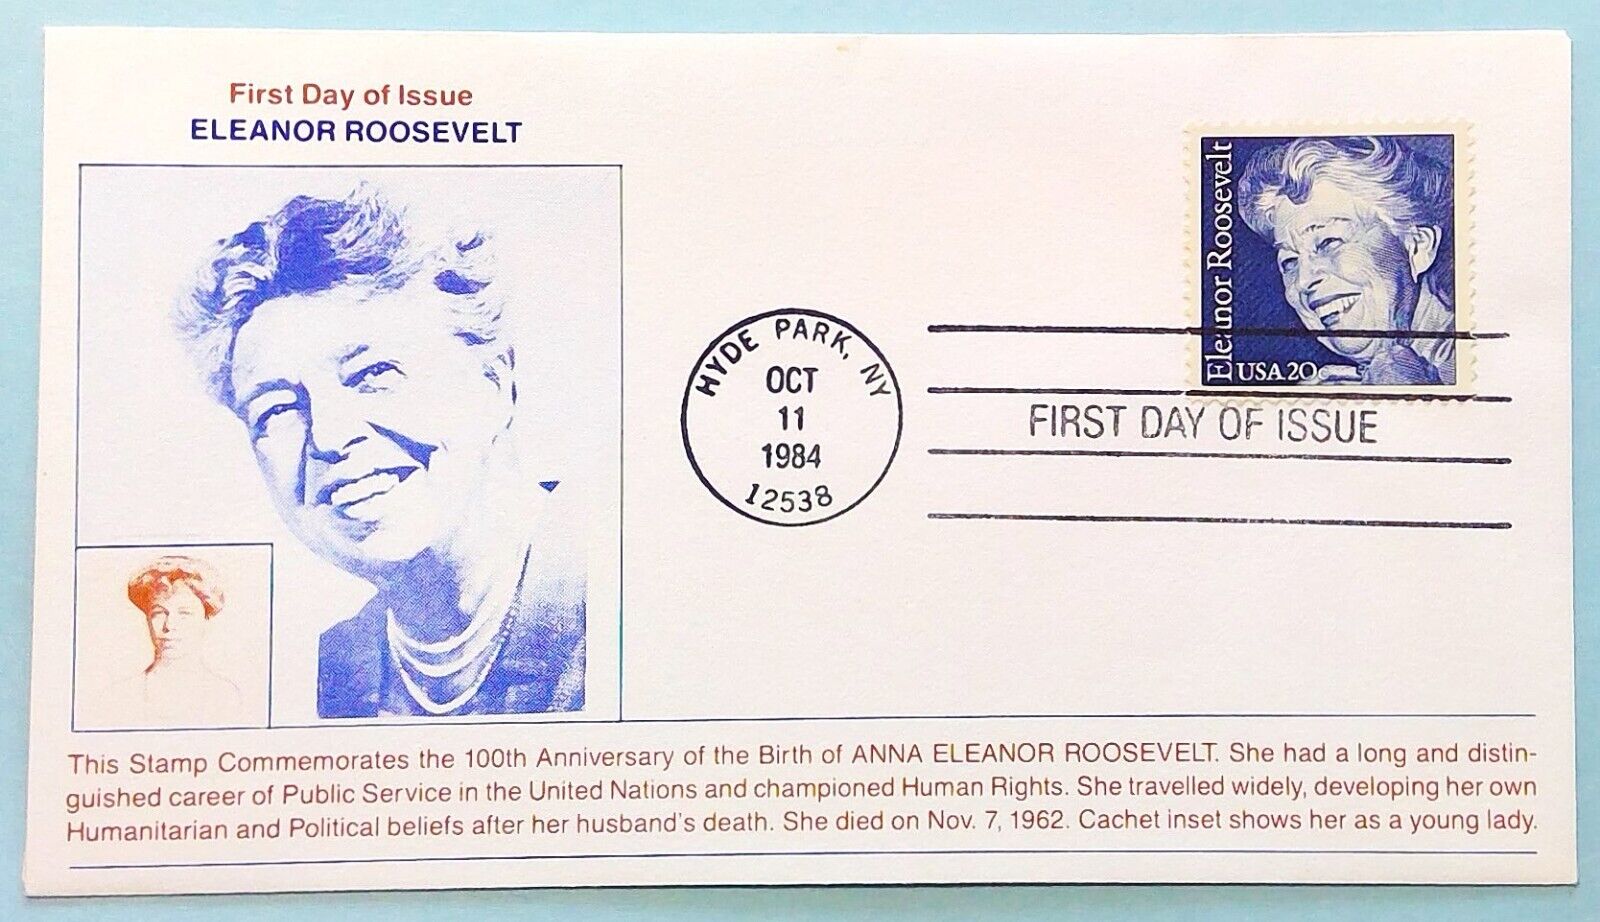 First Day of Issue
ELEANOR ROOSEVELT
Eleanor Roosevelt
USA 20c
HYDE PARK, NY
OCT
11
1984
12538
FIRST DAY OF ISSUE
This Stamp Commemorates the 100th Anniversary of the Birth of ANNA ELEANOR ROOSEVELT. She had a long and distin-
guished career of Public Service in the United Nations and championed Human Rights. She travelled widely, developing her own
Humanitarian and Political beliefs after her husband's death. She died on Nov. 7, 1962. Cachet inset shows her as a young lady.